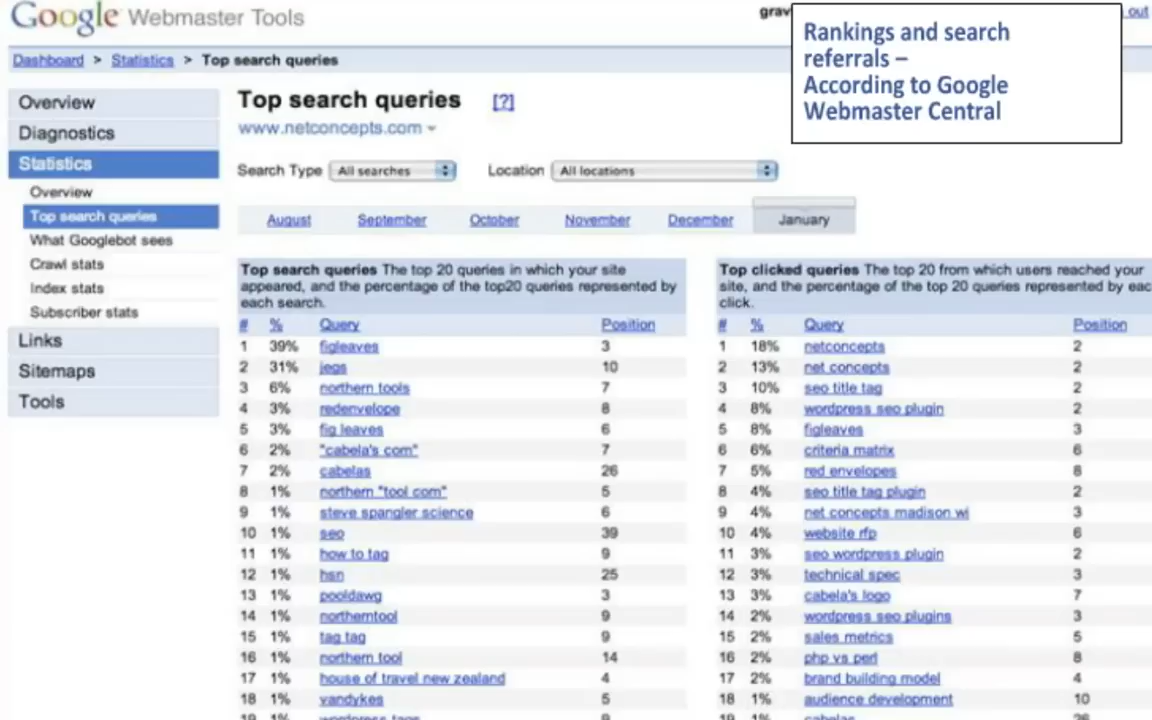 Google Webmaster Tools
grav
out
Rankings and search
referrals –
According to Google
Webmaster Central
Dashboard > Statistics > Top search queries
Overview
Diagnostics
Statistics
Overview
Top search queries
What Googlebot sees
Crawl stats
Index stats
Subscriber stats
Links
Sitemaps
Tools
Top search queries [?]
www.netconcepts.com
Search Type All searches Location All locations
August September October November December January
Top search queries The top 20 queries in which your site
appeared, and the percentage of the top20 queries represented by
each search.
# % Query Position
1 39% figleaves 3
2 31% jegs 10
3 6% northern tools 7
4 3% redenvelope 8
5 3% fig leaves 6
6 2% "cabela's com" 7
7 2% cabelas 26
8 1% northern "tool com" 5
9 1% steve spangler science 6
10 1% seo 39
11 1% how to tag 9
12 1% hsn 25
13 1% pooldawg 3
14 1% northerntool 9
15 1% tag tag 9
16 1% northern tool 14
17 1% house of travel new zealand 4
18 1% vandykes 5
19 1% wordpress tags 9
Top clicked queries The top 20 from which users reached your
site, and the percentage of the top 20 queries represented by eac
click.
# % Query Position
1 18% netconcepts 2
2 13% net concepts 2
3 10% seo title tag 2
4 8% wordpress seo plugin 2
5 8% figleaves 3
6 6% criteria matrix 6
7 5% red envelopes 8
8 4% seo title tag plugin 2
9 4% net concepts madison wi 3
10 4% website rfp 6
11 3% seo wordpress plugin 2
12 3% technical spec 3
13 3% cabela's logo 7
14 2% wordpress seo plugins 3
15 2% sales metrics 5
16 2% php vs perl 8
17 2% brand building model 4
18 1% audience development 10
19 1% cabelas 26